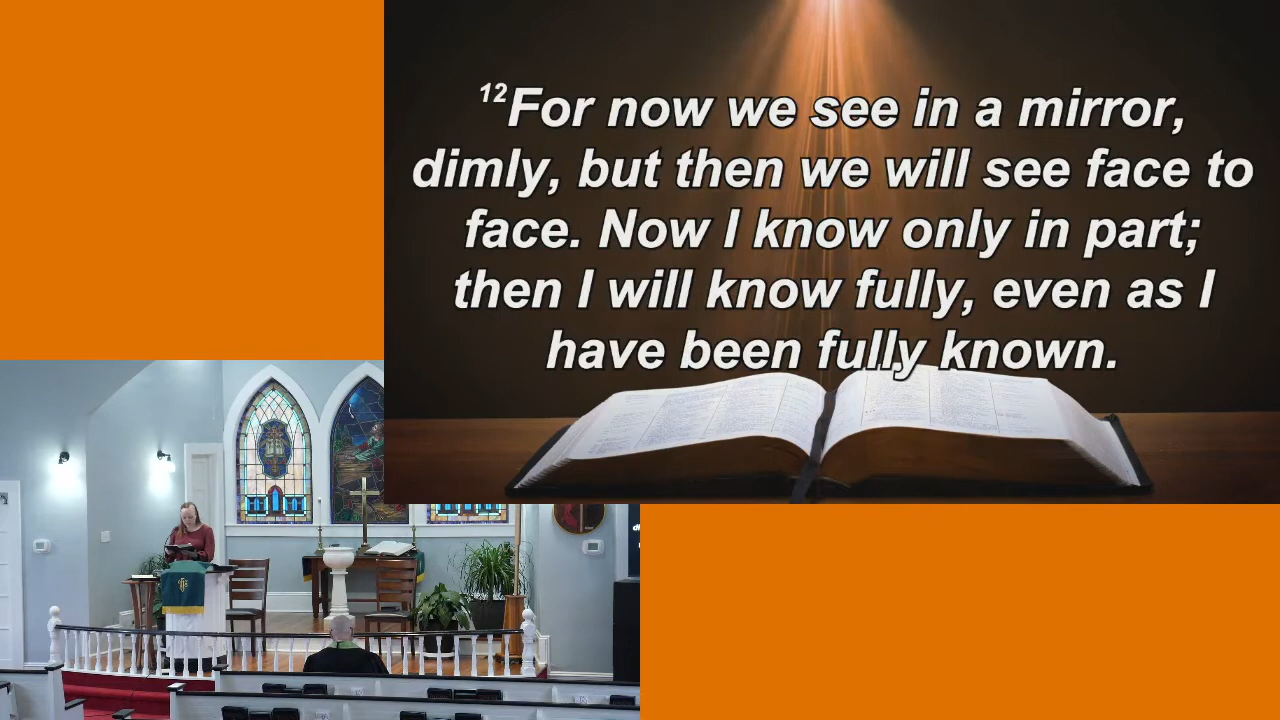 12For now we see in a mirror,
dimly, but then we will see face to
face. Now I know only in part;
then I will know fully, even as I
have been fully known.